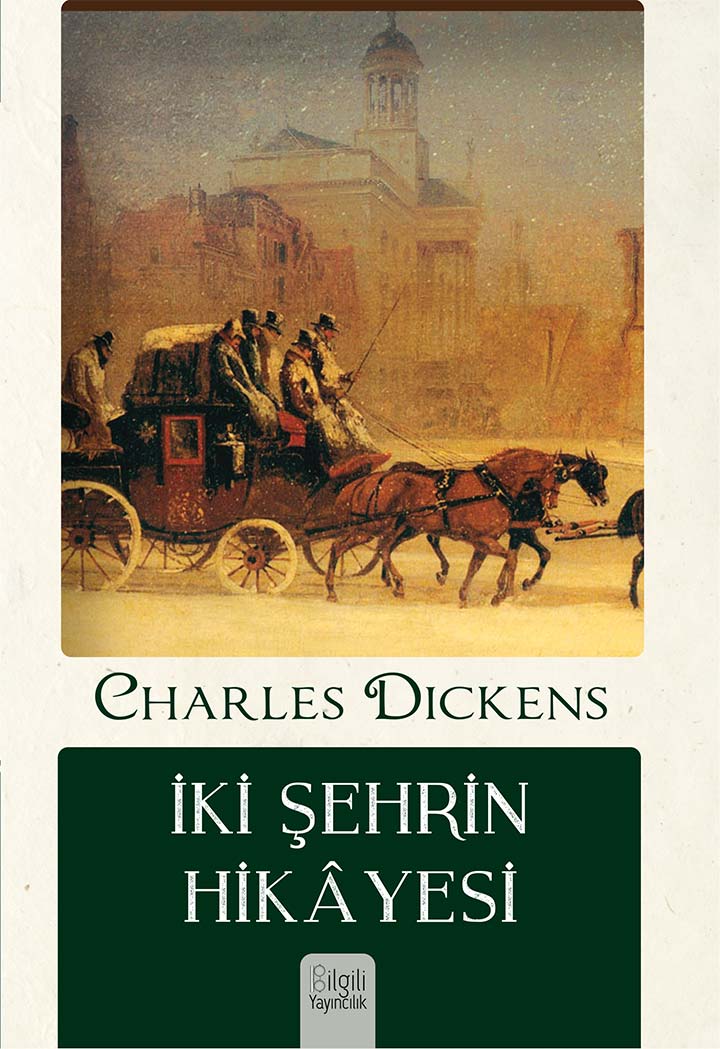 CHARLES DICKENS
İKİ ŞEHRİN
HİKÂYESİ
Bilgili
Yayıncılık